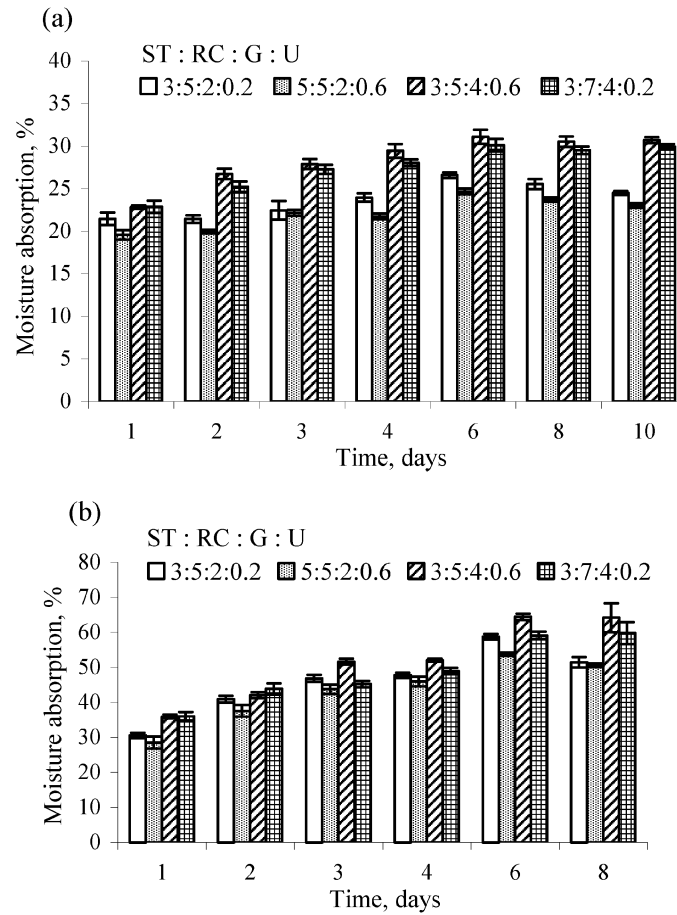 (a)
ST : RC : G : U
3:5:2:0.2 5:5:2:0.6 3:5:4:0.6 3:7:4:0.2
Moisture absorption, %
40
35
30
25
20
15
10
5
0
1 2 3 4 6 8 10
Time, days
(b)
ST : RC : G : U
3:5:2:0.2 5:5:2:0.6 3:5:4:0.6 3:7:4:0.2
Moisture absorption, %
80
70
60
50
40
30
20
10
0
1 2 3 4 6 8
Time, days